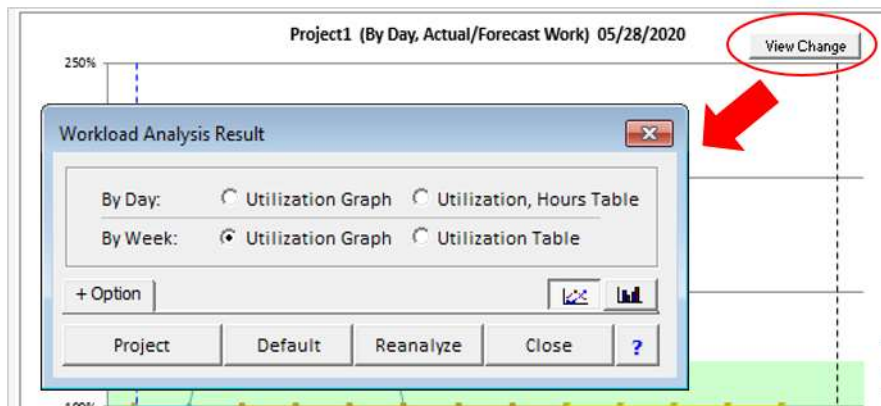 Project1 (By Day, Actual/Forecast Work) 05/28/2020
View Change
250%
Workload Analysis Result
By Day: Utilization Graph Utilization, Hours Table
By Week: Utilization Graph Utilization Table
+ Option
Project Default Reanalyze Close ?
100%